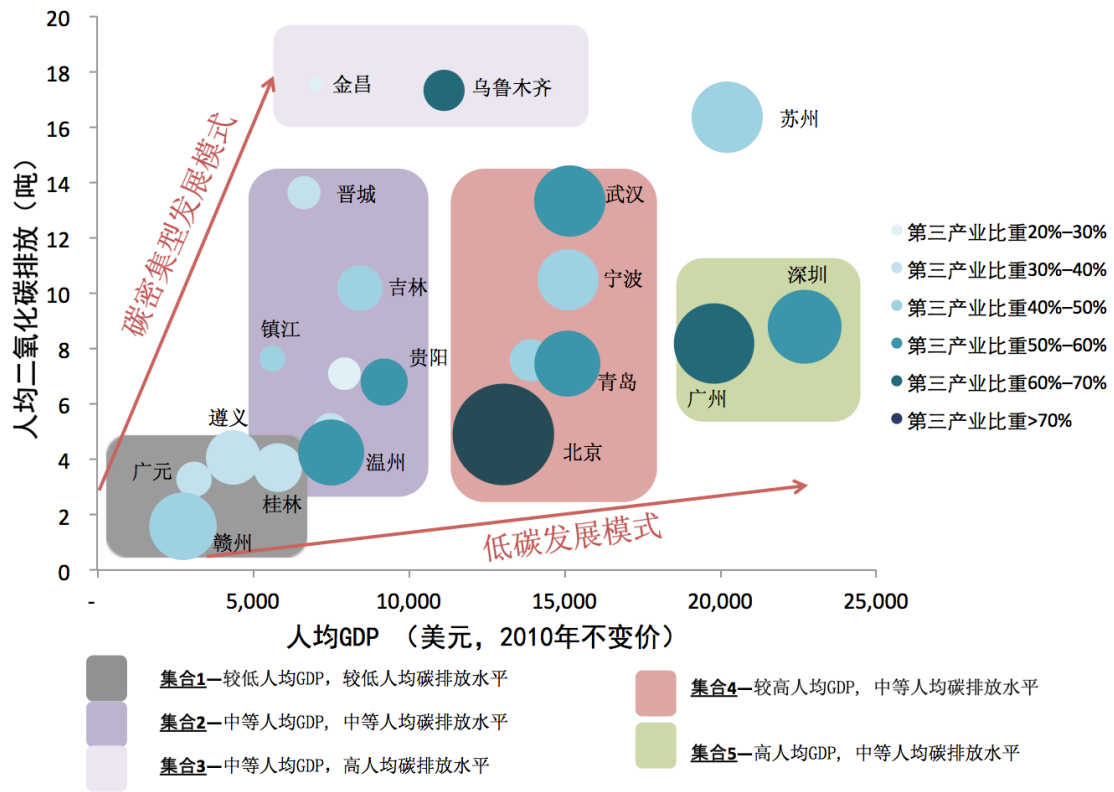 20
18
16
14
12
10
8
6
4
2
0
人均二氧化碳排放（吨）
碳密集型发展模式
金昌
乌鲁木齐
苏州
晋城
武汉
吉林
宁波
镇江
贵阳
青岛
深圳
广州
遵义
广元
温州
北京
桂林
赣州
低碳发展模式
第三产业比重20%–30%
第三产业比重30%–40%
第三产业比重40%–50%
第三产业比重50%–60%
第三产业比重60%–70%
第三产业比重>70%
- 5,000 10,000 15,000 20,000 25,000
人均GDP （美元，2010年不变价）
集合1—较低人均GDP，较低人均碳排放水平
集合2—中等人均GDP，中等人均碳排放水平
集合3—中等人均GDP，高人均碳排放水平
集合4—较高人均GDP，中等人均碳排放水平
集合5—高人均GDP，中等人均碳排放水平